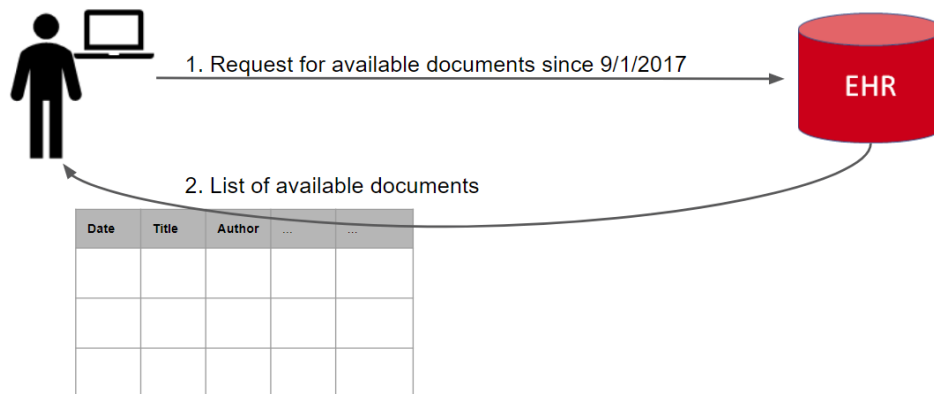 1. Request for available documents since 9/1/2017
EHR
2. List of available documents
Date Title Author ... ...